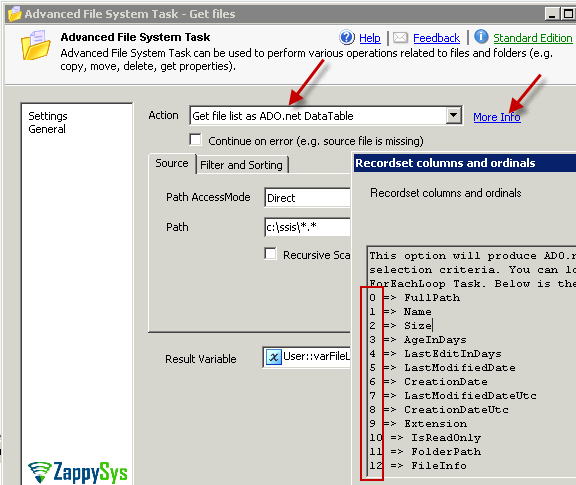 Advanced File System Task - Get files
Advanced File System Task
Help
Feedback
Standard Edition
Advanced File System Task can be used to perform various operations related to files and folders (e.g.
copy, move, delete, get properties).
Settings
General
Action
Get file list as ADO.net DataTable
More Info
Continue on error (e.g. source file is missing)
Source
Filter and Sorting
Path AccessMode
Direct
Path
c:\ssis\*.*
Recursive Sca
Result Variable
User::varFileL
Recordset columns and ordinals
Recordset columns and ordinals
This option will produce ADO.n
selection criteria. You can lo
ForEachLoop Task. Below is the
0 => FullPath
1 => Name
2 => Size
3 => AgeInDays
4 => LastEditInDays
5 => LastModifiedDate
6 => CreationDate
7 => LastModifiedDateUtc
8 => CreationDateUtc
9 => Extension
10 => IsReadOnly
11 => FolderPath
12 => FileInfo
ZappySys